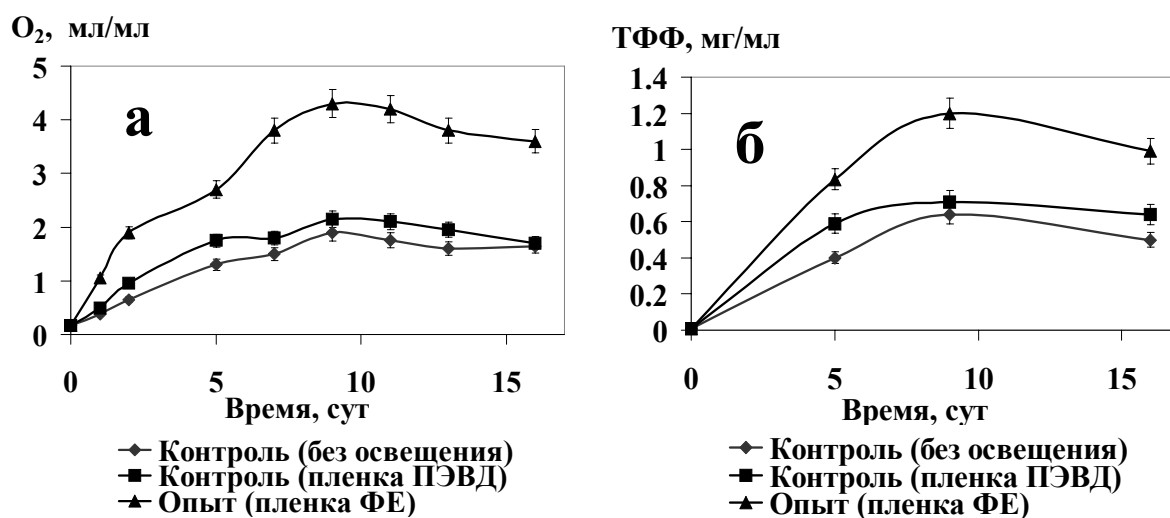 O₂, мл/мл
5
4
3
2
1
0
а
0 5 10 15
Время, сут
Контроль (без освещения)
Контроль (пленка ПЭВД)
Опыт (пленка ФЕ)
ТФФ, мг/мл
1.4
1.2
1
0.8
0.6
0.4
0.2
0
б
0 5 10 15
Время, сут
Контроль (без освещения)
Контроль (пленка ПЭВД)
Опыт (пленка ФЕ)